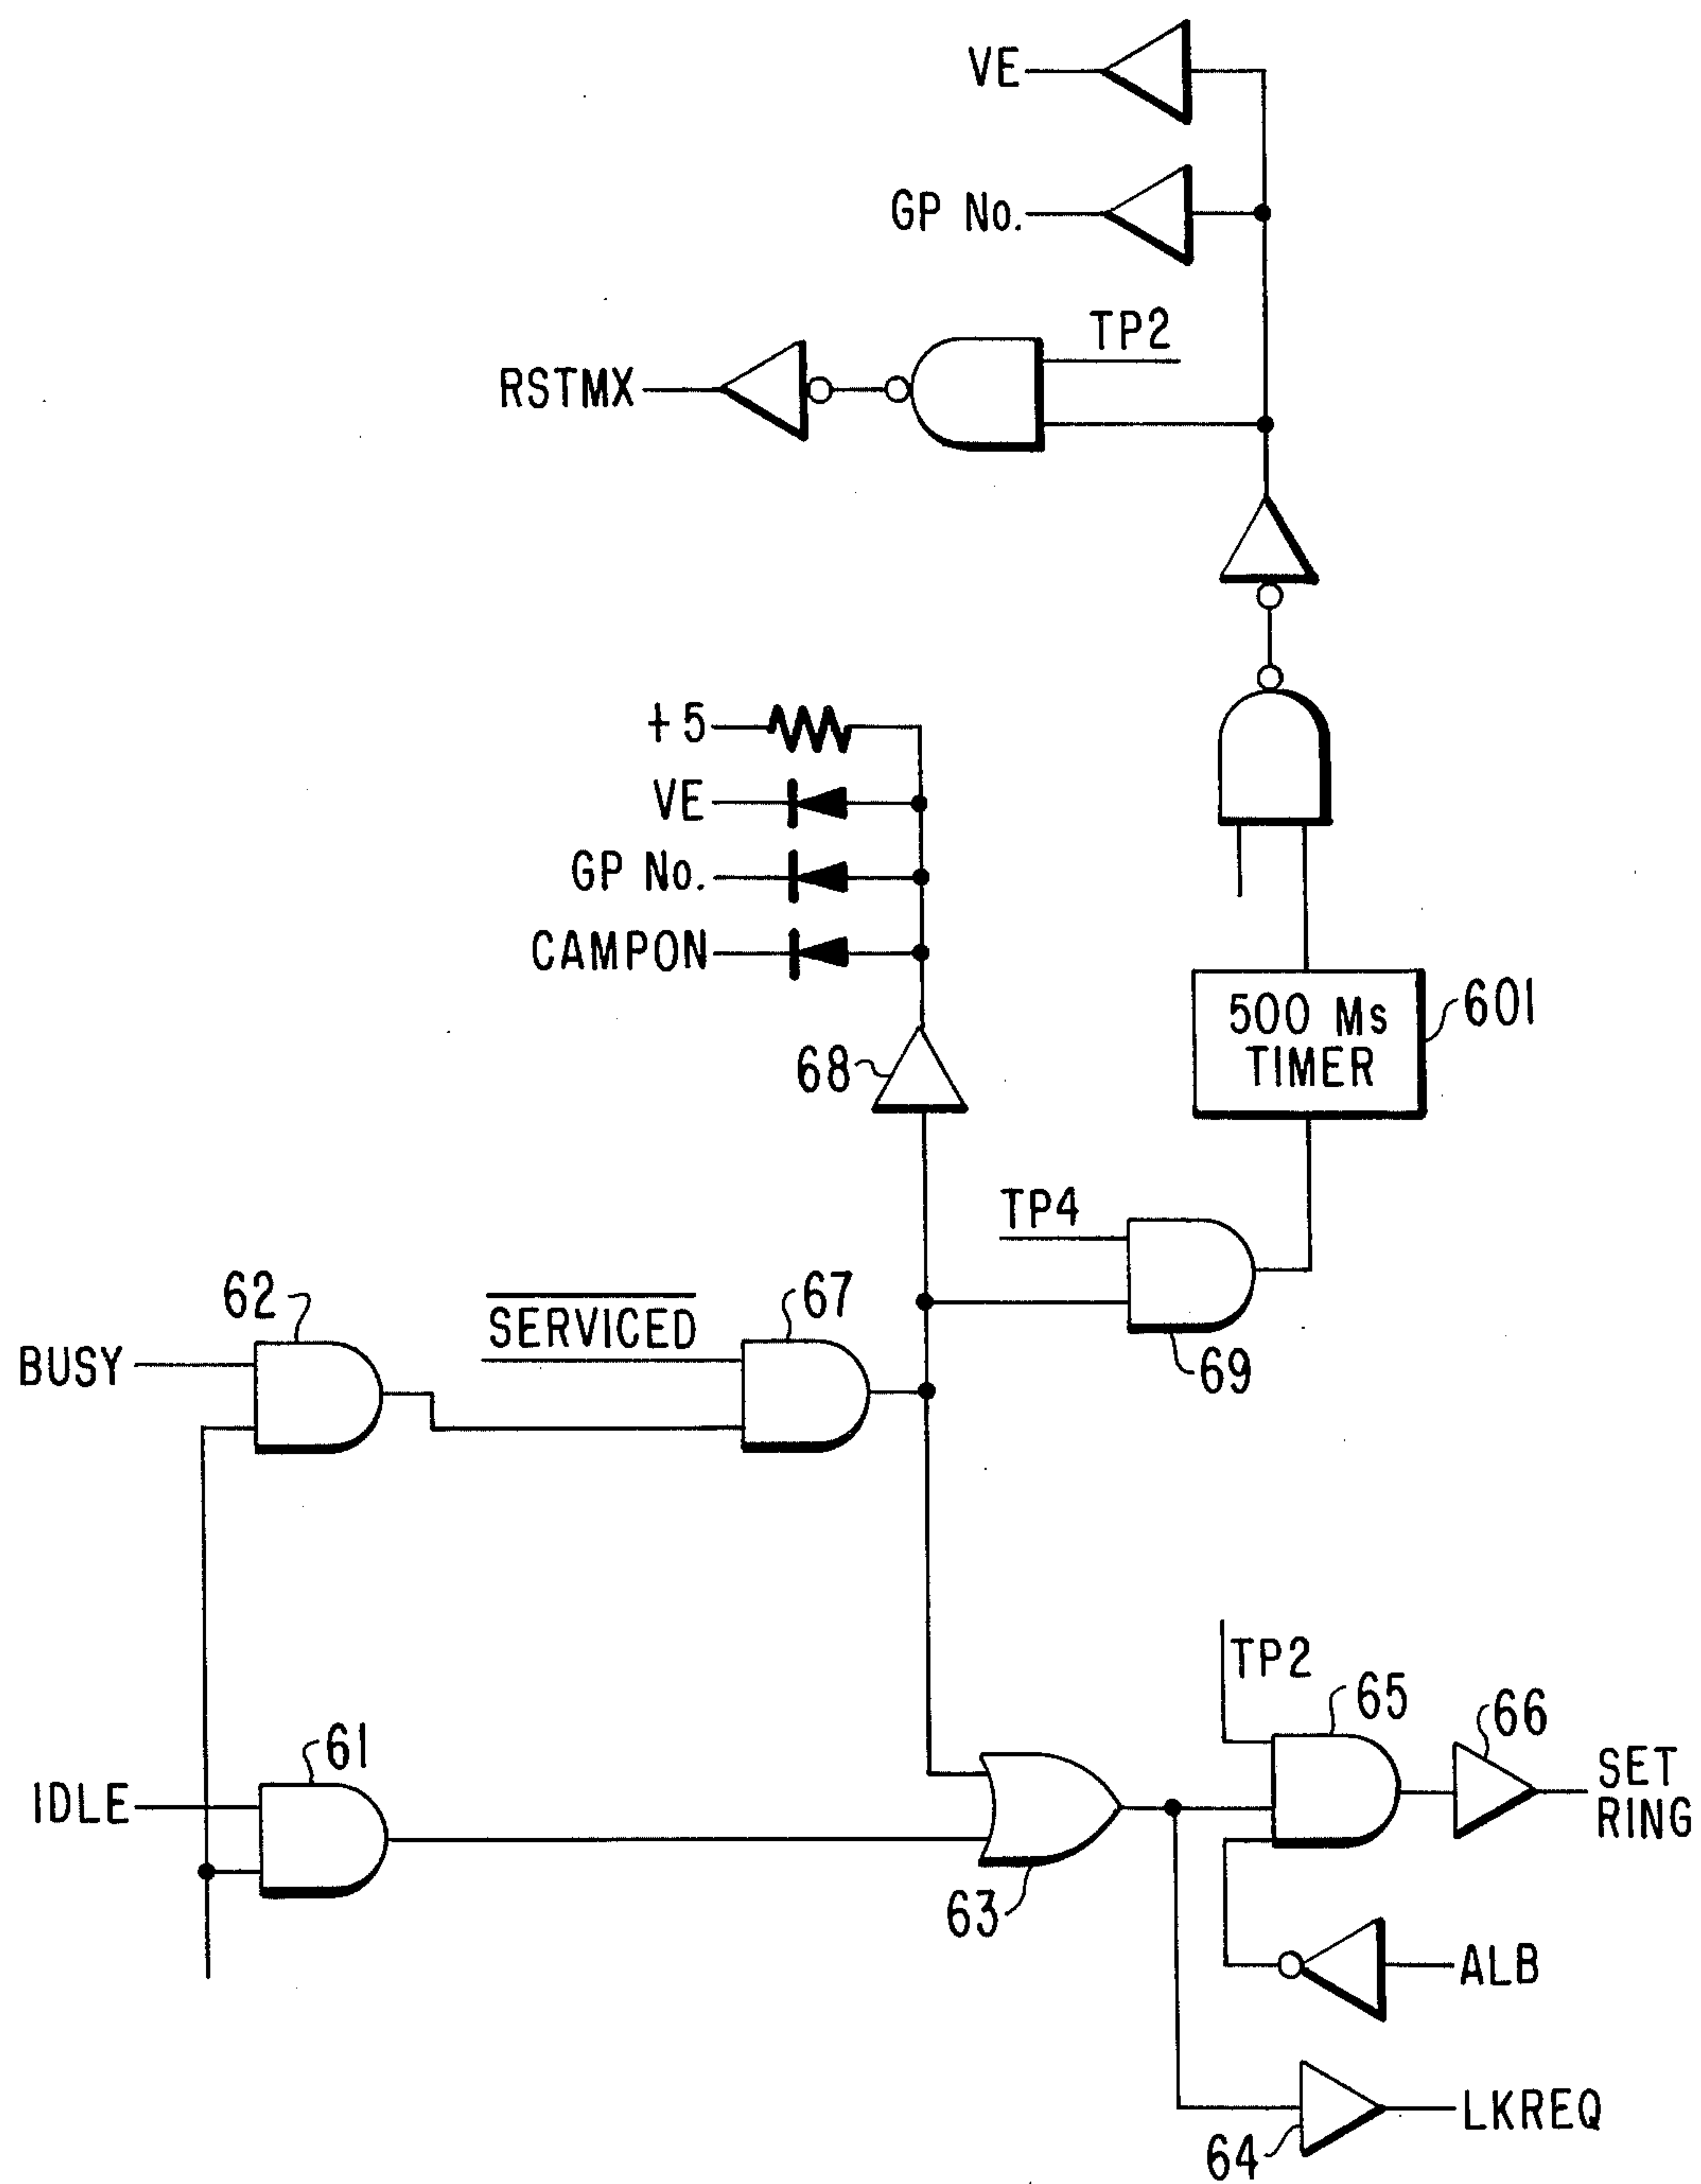 VE
GP No.
TP2
RSTMX
+5
VE
GP No.
CAMPON
500 Ms
TIMER
601
68
TP4
62
SERVICED
67
BUSY
69
TP2
65
66
61
IDLE
SET
RING
63
ALB
LKREQ
64